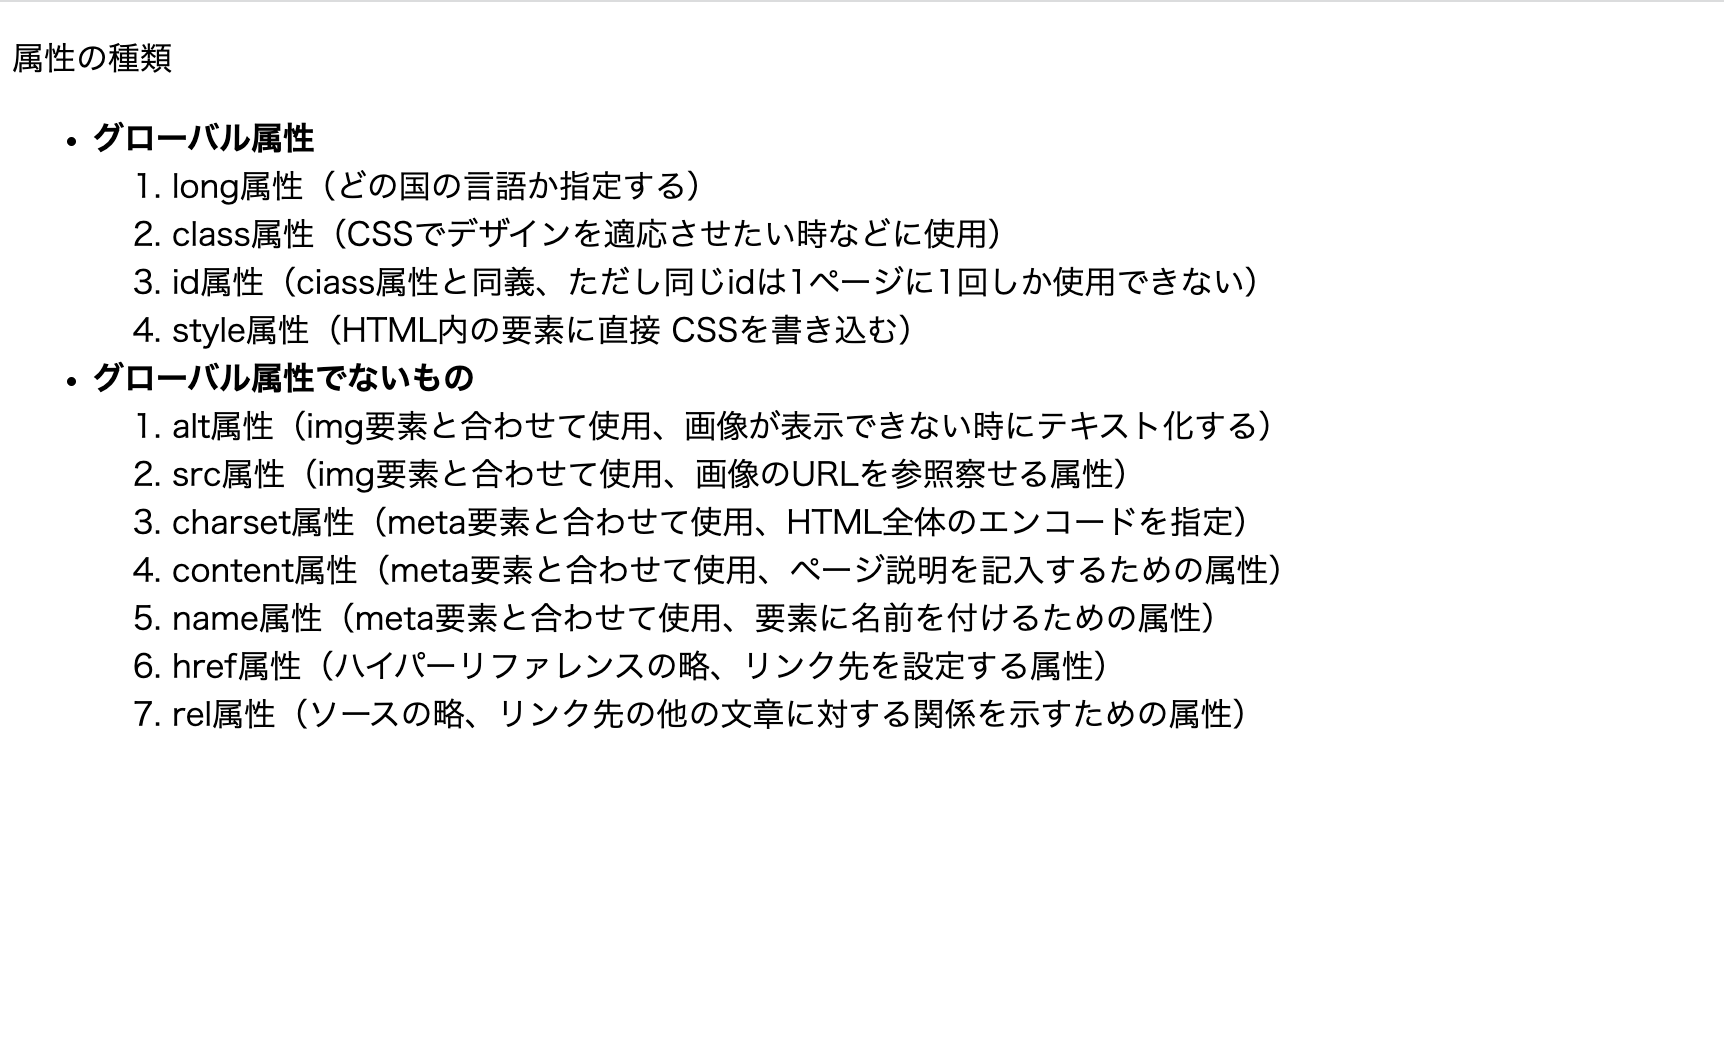 属性の種類
• グローバル属性
1. long属性（どの国の言語か指定する）
2. class属性（CSSでデザインを適応させたい時などに使用）
3. id属性（ciass属性と同義、ただし同じidは1ページに1回しか使用できない）
4. style属性（HTML内の要素に直接 CSSを書き込む）
• グローバル属性でないもの
1. alt属性（img要素と合わせて使用、画像が表示できない時にテキスト化する）
2. src属性（img要素と合わせて使用、画像のURLを参照察せる属性）
3. charset属性（meta要素と合わせて使用、HTML全体のエンコードを指定）
4. content属性（meta要素と合わせて使用、ページ説明を記入するための属性）
5. name属性（meta要素と合わせて使用、要素に名前を付けるための属性）
6. href属性（ハイパーリファレンスの略、リンク先を設定する属性）
7. rel属性（ソースの略、リンク先の他の文章に対する関係を示すための属性）